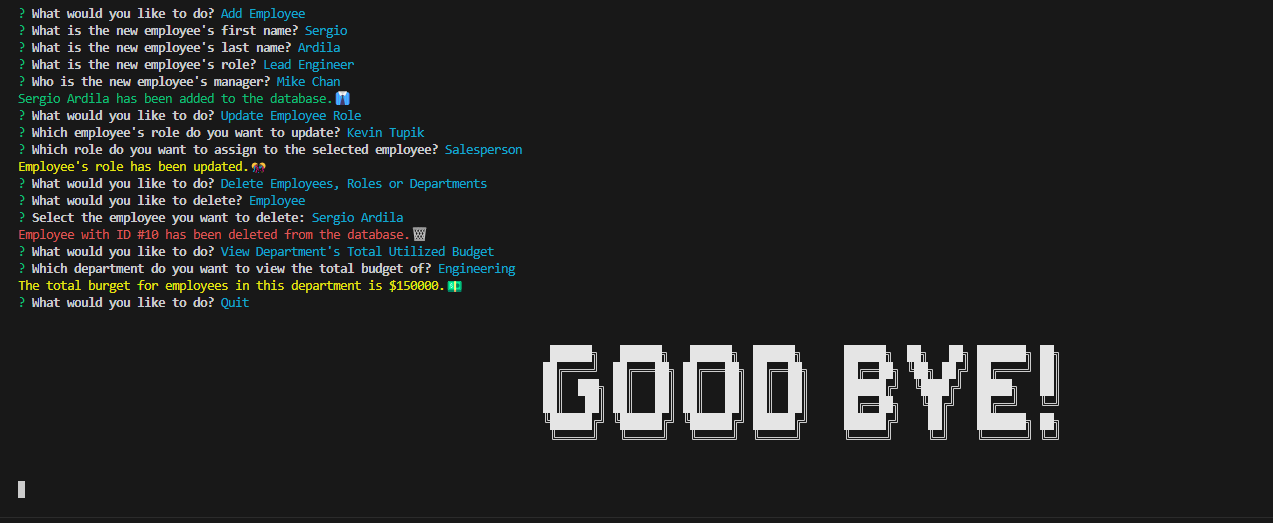 ? What would you like to do? Add Employee
? What is the new employee's first name? Sergio
? What is the new employee's last name? Ardila
? What is the new employee's role? Lead Engineer
? Who is the new employee's manager? Mike Chan
Sergio Ardila has been added to the database.👖
? What would you like to do? Update Employee Role
? Which employee's role do you want to update? Kevin Tupik
? Which role do you want to assign to the selected employee? Salesperson
Employee's role has been updated.🎊
? What would you like to do? Delete Employees, Roles or Departments
? What would you like to delete? Employee
? Select the employee you want to delete: Sergio Ardila
Employee with ID #10 has been deleted from the database.🗑️
? What would you like to do? View Department's Total Utilized Budget
? Which department do you want to view the total budget of? Engineering
The total burget for employees in this department is $150000.💵
? What would you like to do? Quit
GOOD BYE!